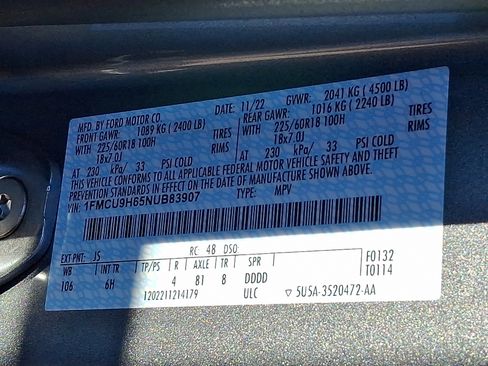 MFD. BY FORD MOTOR CO. 11/22 GVWR: 2041 KG ( 4500 LB)
FRONT GAWR: 1089 KG ( 2400 LB) REAR GAWR: 1016 KG ( 2240 LB)
WITH 225/60R18 100H TIRES WITH 225/60R18 100H TIRES
18x7.0J RIMS 18x7.0J RIMS
AT 230 kPa/ 33 PSI COLD AT 230 kPa/ 33 PSI COLD
THIS VEHICLE CONFORMS TO ALL APPLICABLE FEDERAL MOTOR VEHICLE SAFETY AND THEFT
PREVENTION STANDARDS IN EFFECT ON THE DATE OF MANUFACTURE SHOWN ABOVE.
VIN: 1FMCU9H65NUB83907 TYPE: MPV
EXT PNT: JS RC: 48 DSO: F0132
WB INT TR TP/PS R AXLE TR SPR T0114
106 6H 4 81 8 DDDD
1202211214179 ULC ▽ 5U5A-3520472-AA